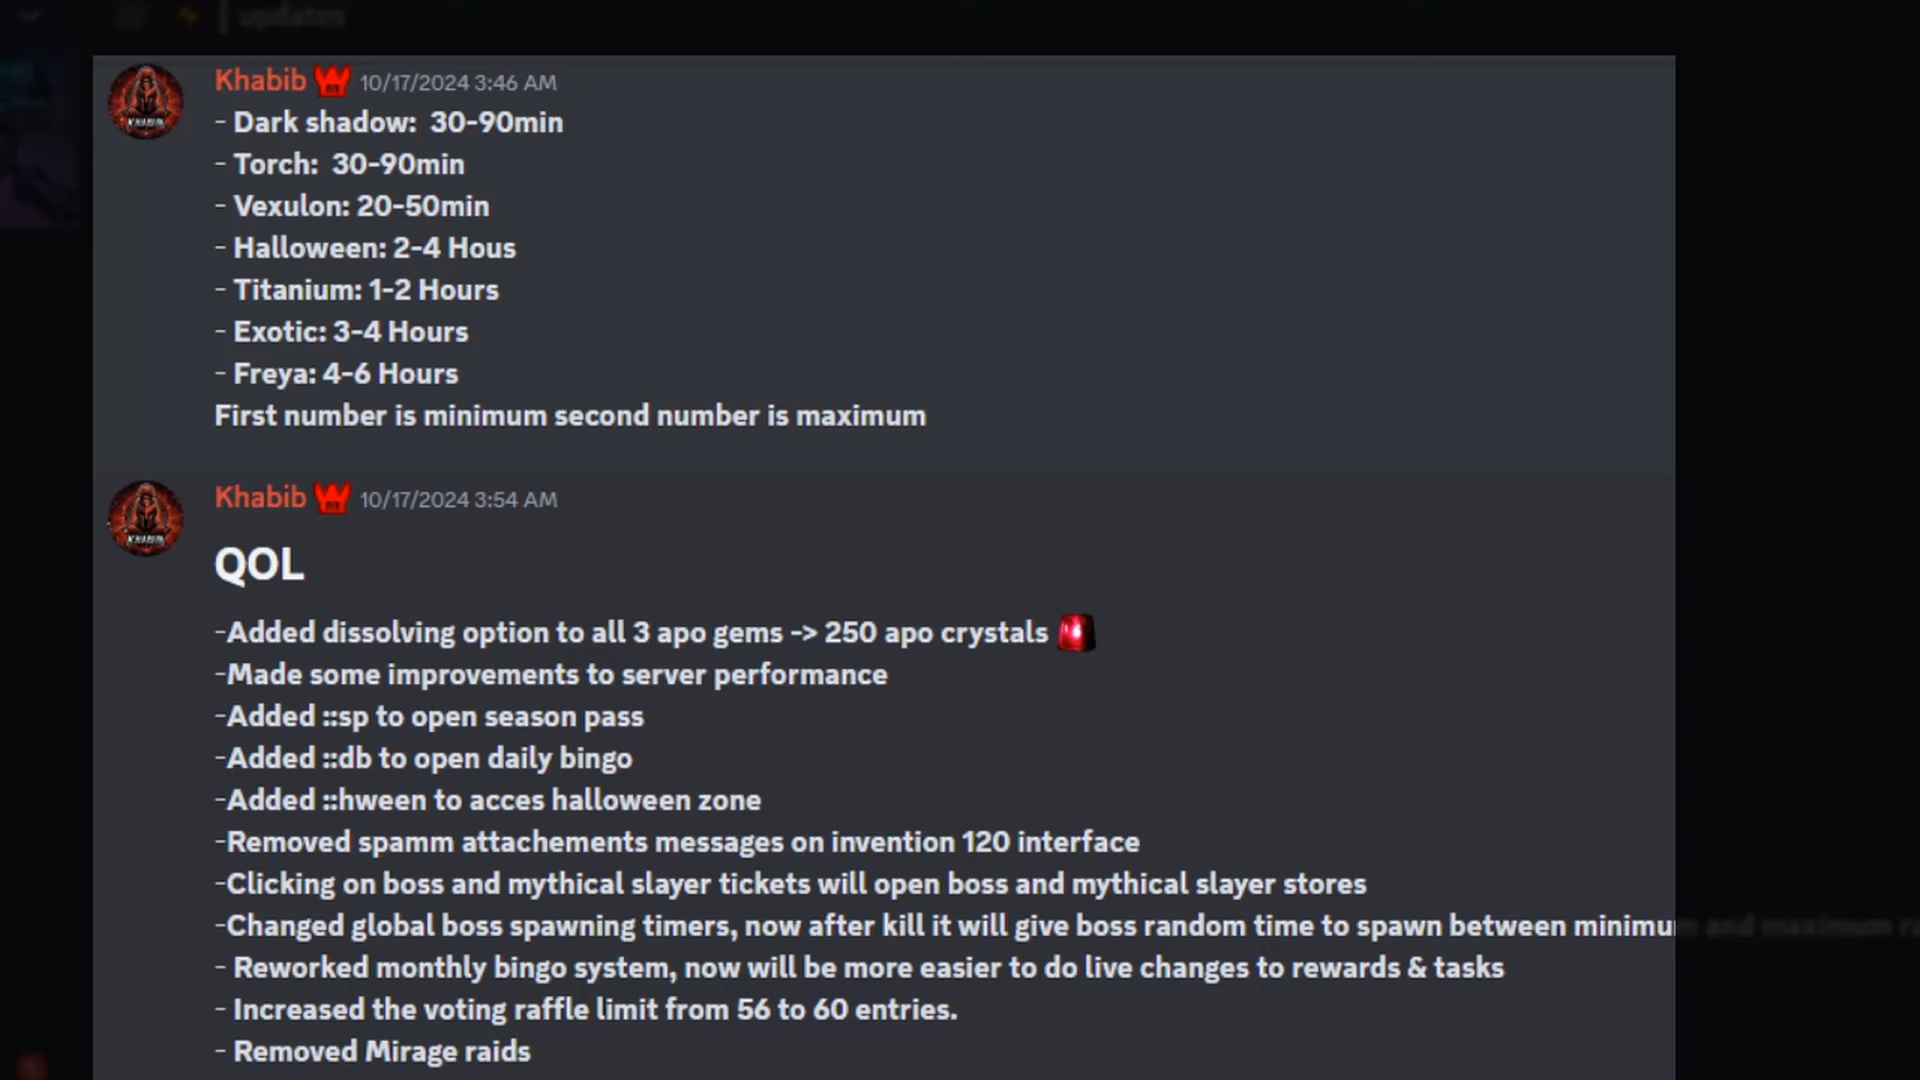 updates
Khabib 10/17/2024 3:46 AM
- Dark shadow:  30-90min
- Torch:  30-90min
- Vexulon: 20-50min
- Halloween: 2-4 Hous
- Titanium: 1-2 Hours
- Exotic: 3-4 Hours
- Freya: 4-6 Hours
First number is minimum second number is maximum
Khabib 10/17/2024 3:54 AM
QOL
-Added dissolving option to all 3 apo gems -> 250 apo crystals
-Made some improvements to server performance
-Added ::sp to open season pass
-Added ::db to open daily bingo
-Added ::hween to acces halloween zone
-Removed spamm attachements messages on invention 120 interface
-Clicking on boss and mythical slayer tickets will open boss and mythical slayer stores
-Changed global boss spawning timers, now after kill it will give boss random time to spawn between minimum and maximum
- Reworked monthly bingo system, now will be more easier to do live changes to rewards & tasks
- Increased the voting raffle limit from 56 to 60 entries.
- Removed Mirage raids